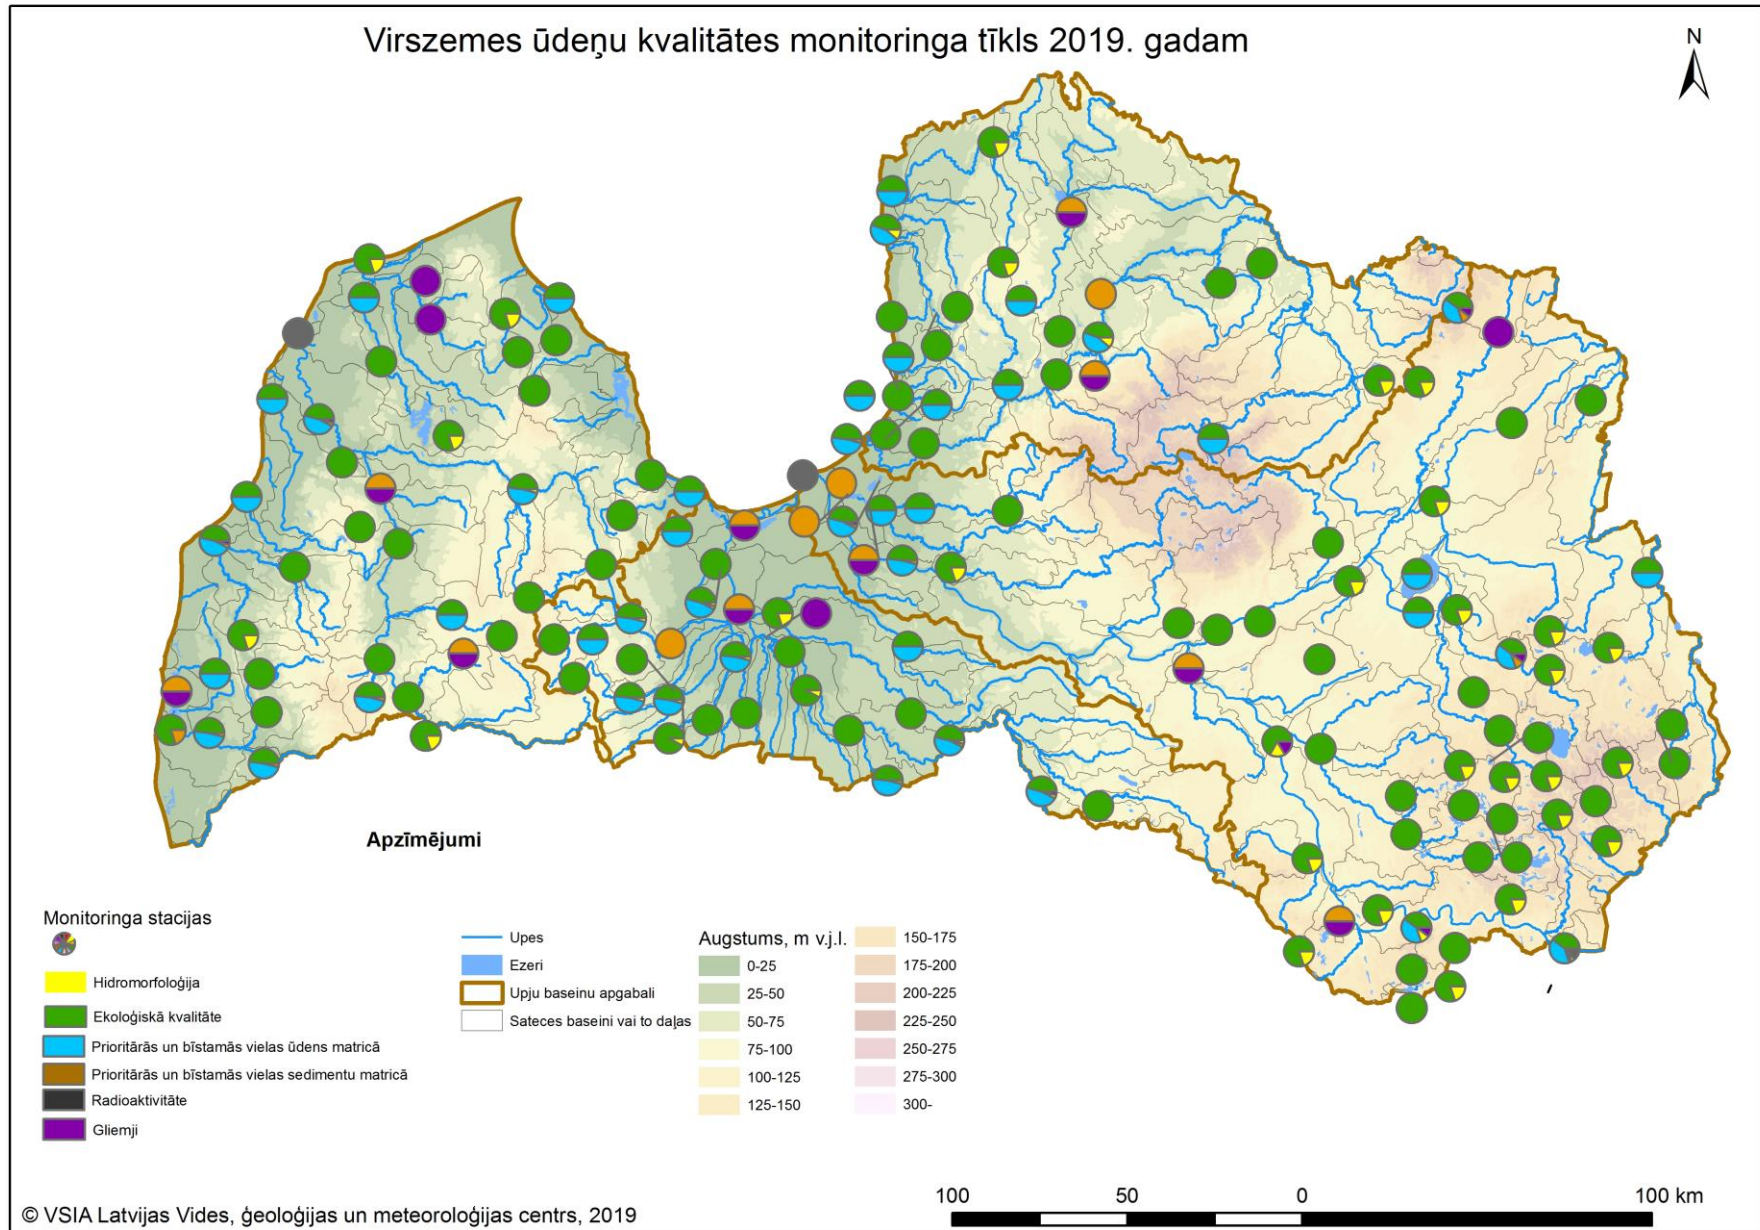 Virszemes ūdeņu kvalitātes monitoringa tīkls 2019. gadam
N
Apzīmējumi
Monitoringa stacijas
Hidromorfoloģija
Ekoloģiskā kvalitāte
Prioritārās un bīstamās vielas ūdens matricā
Prioritārās un bīstamās vielas sedimentu matricā
Radioaktivitāte
Gliemji
Upes
Ezeri
Upju baseinu apgabali
Sateces baseini vai to daļas
Augstums, m v.j.l.
0-25
25-50
50-75
75-100
100-125
125-150
150-175
175-200
200-225
225-250
250-275
275-300
300-
100 50 0 100 km
© VSIA Latvijas Vides, ģeoloģijas un meteoroloģijas centrs, 2019